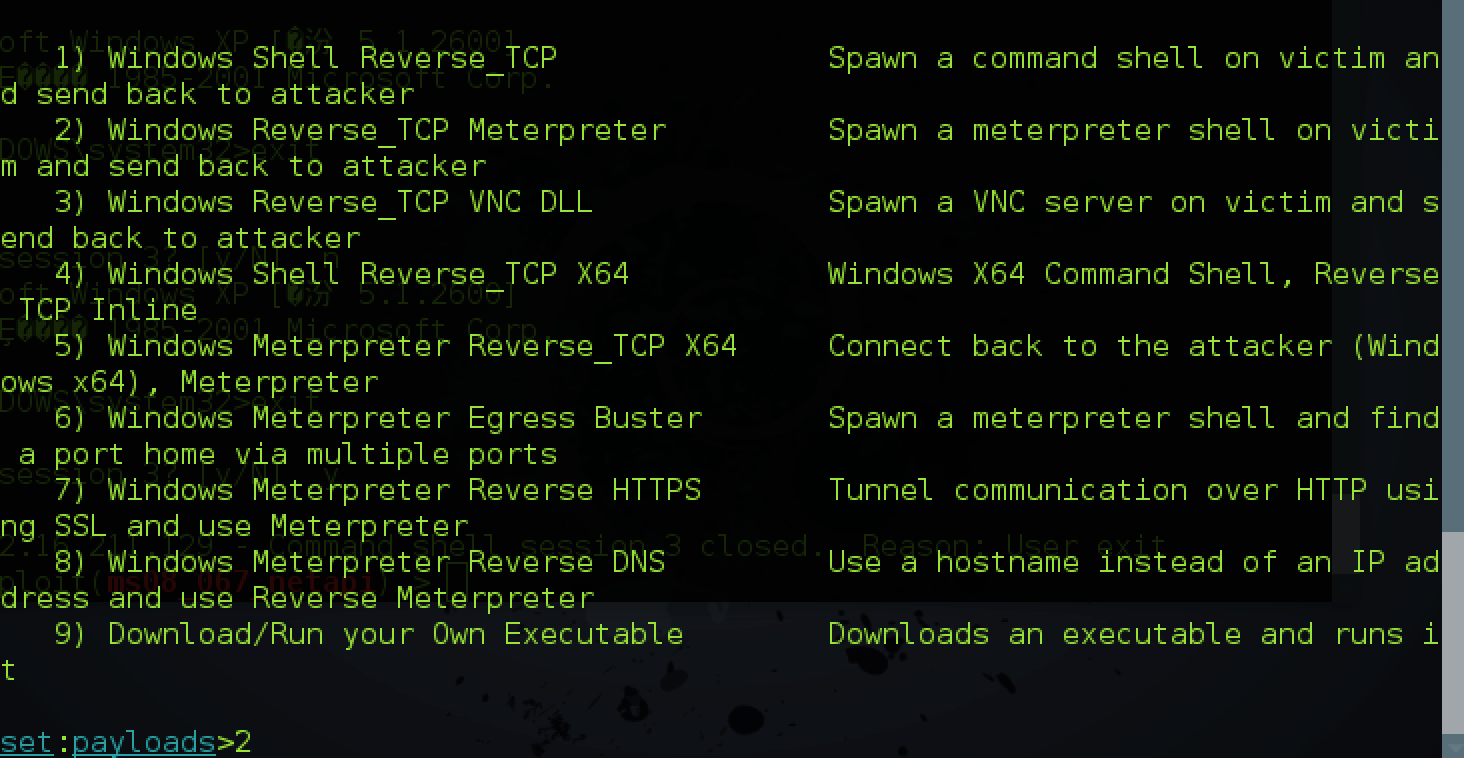 1) Windows Shell Reverse_TCP Spawn a command shell on victim an
d send back to attacker
2) Windows Reverse_TCP Meterpreter Spawn a meterpreter shell on victi
m and send back to attacker
3) Windows Reverse_TCP VNC DLL Spawn a VNC server on victim and s
end back to attacker
4) Windows Shell Reverse_TCP X64 Windows X64 Command Shell, Reverse
TCP Inline
5) Windows Meterpreter Reverse_TCP X64 Connect back to the attacker (Wind
ows x64), Meterpreter
6) Windows Meterpreter Egress Buster Spawn a meterpreter shell and find
a port home via multiple ports
7) Windows Meterpreter Reverse HTTPS Tunnel communication over HTTP usi
ng SSL and use Meterpreter
8) Windows Meterpreter Reverse DNS Use a hostname instead of an IP ad
dress and use Reverse Meterpreter
9) Download/Run your Own Executable Downloads an executable and runs i
t
set:payloads>2